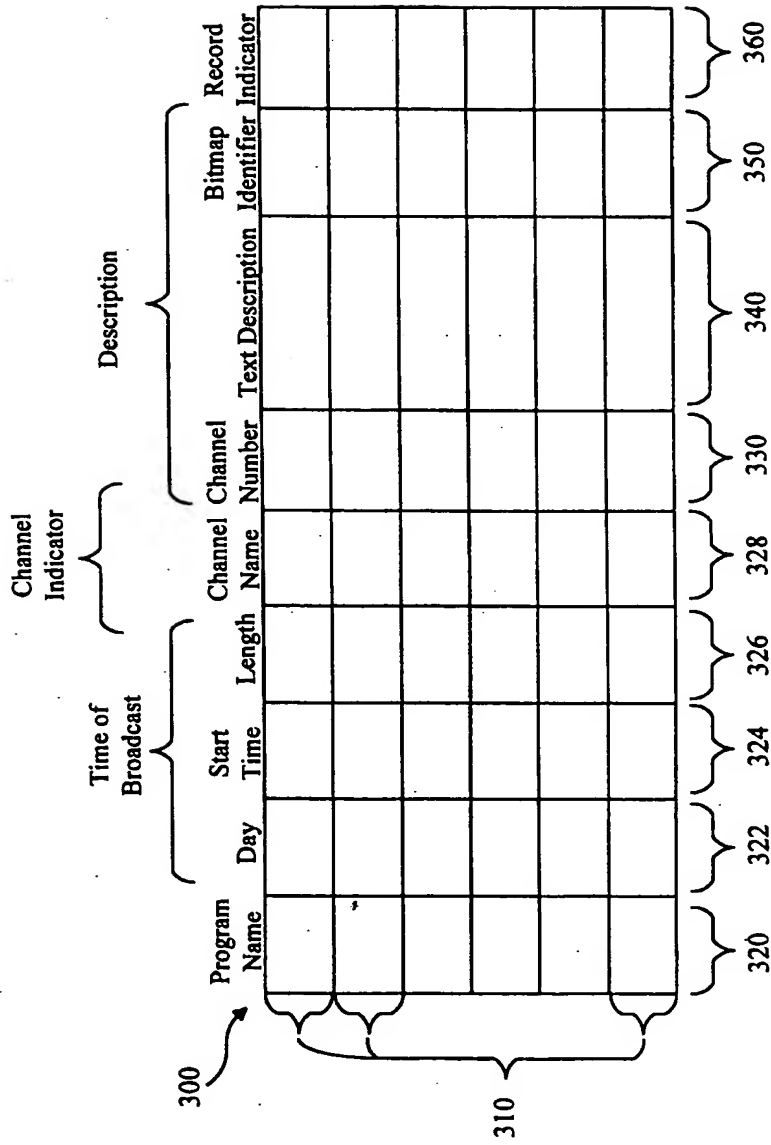 Channel
Indicator
Time of
Broadcast
Description
Program
Name
Day
Start
Time
Length
Channel
Name
Channel
Number
Text Description
Bitmap
Identifier
Record
Indicator
300
310
320
322
324
326
328
330
340
350
360